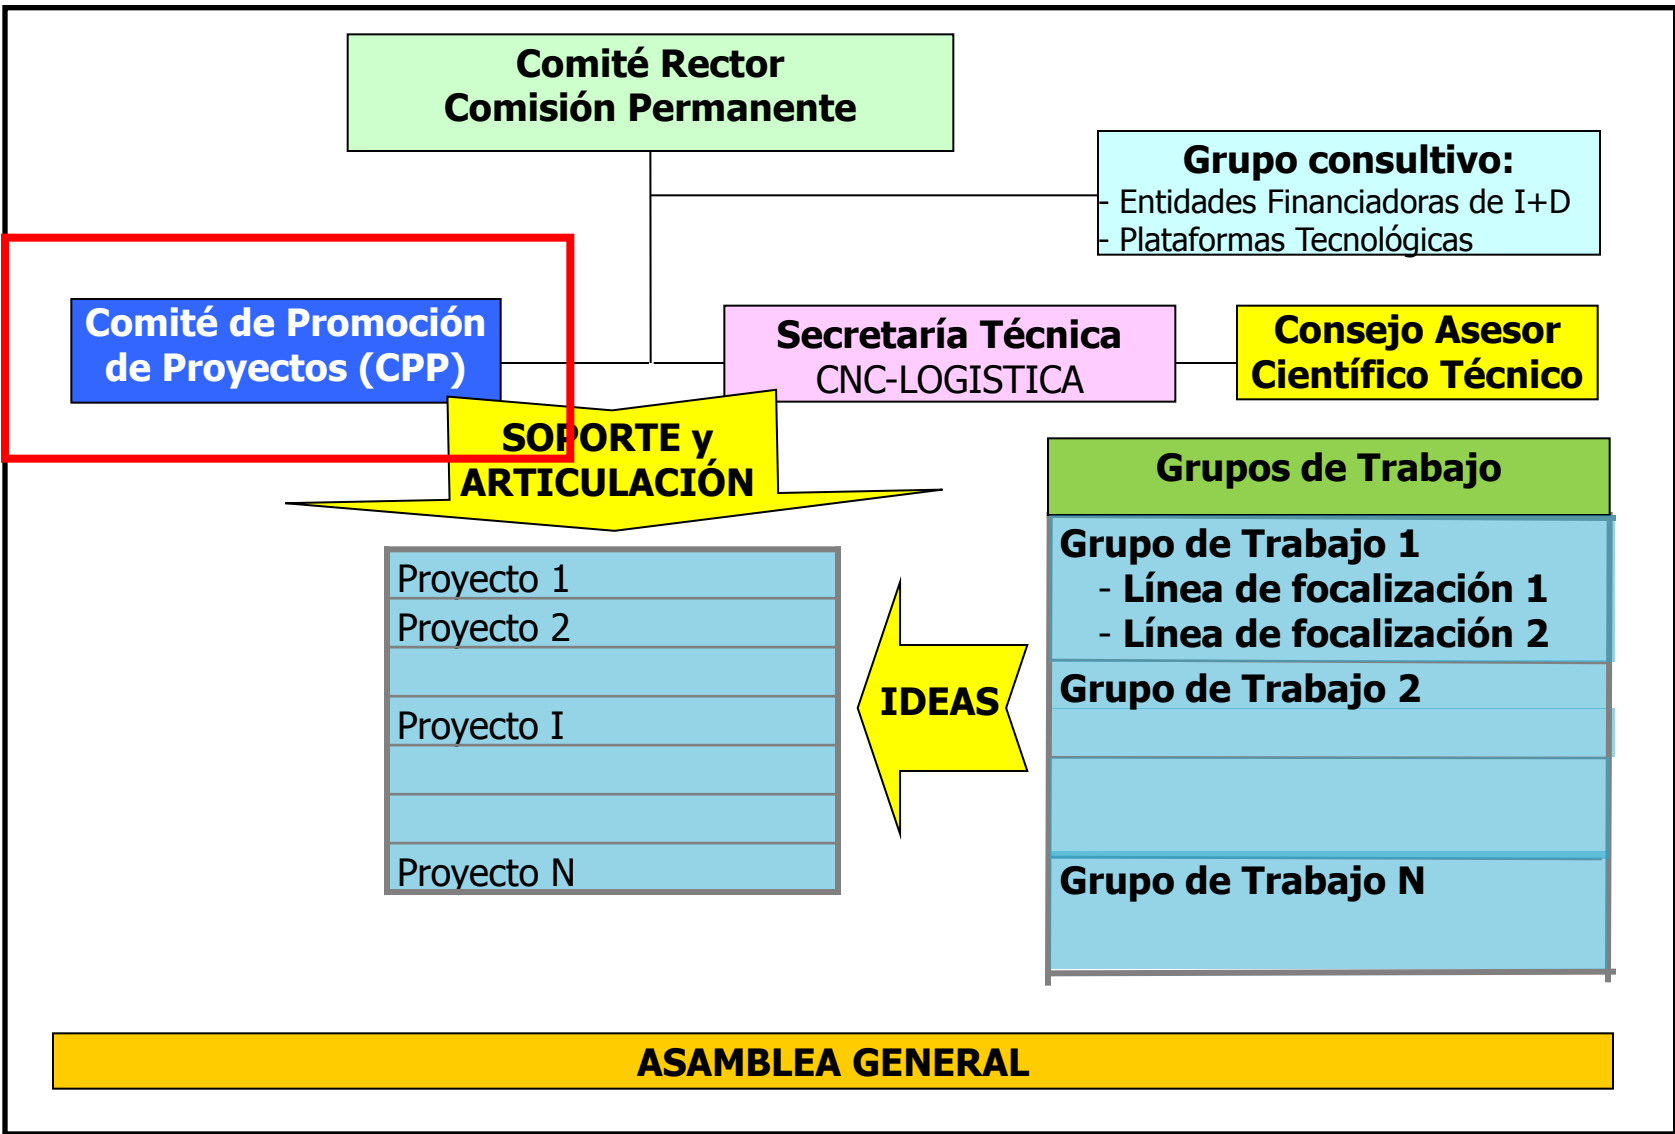 Comité Rector
Comisión Permanente
Grupo consultivo:
- Entidades Financiadoras de I+D
- Plataformas Tecnológicas
Comité de Promoción
de Proyectos (CPP)
Secretaría Técnica
CNC-LOGISTICA
Consejo Asesor
Científico Técnico
SOPORTE y
ARTICULACIÓN
Grupos de Trabajo
Grupo de Trabajo 1
- Línea de focalización 1
- Línea de focalización 2
Grupo de Trabajo 2
Grupo de Trabajo N
IDEAS
Proyecto 1
Proyecto 2
Proyecto I
Proyecto N
ASAMBLEA GENERAL